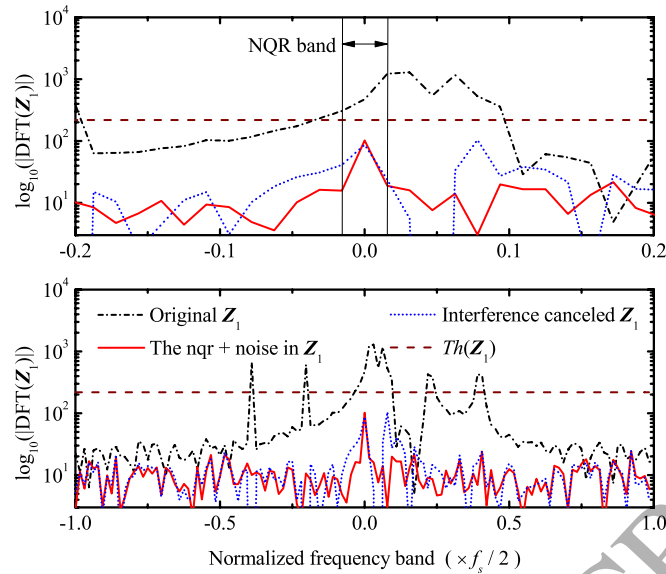 10^4
NQR band
10^3
10^2
10^1
log10(|DFT(Z1)|)
-0.2 -0.1 0.0 0.1 0.2
10^4
Original Z1 Interference canceled Z1
10^3
The nqr + noise in Z1 Th(Z1)
10^2
10^1
log10(|DFT(Z1)|)
-1.0 -0.5 0.0 0.5 1.0
Normalized frequency band (×fs/2)